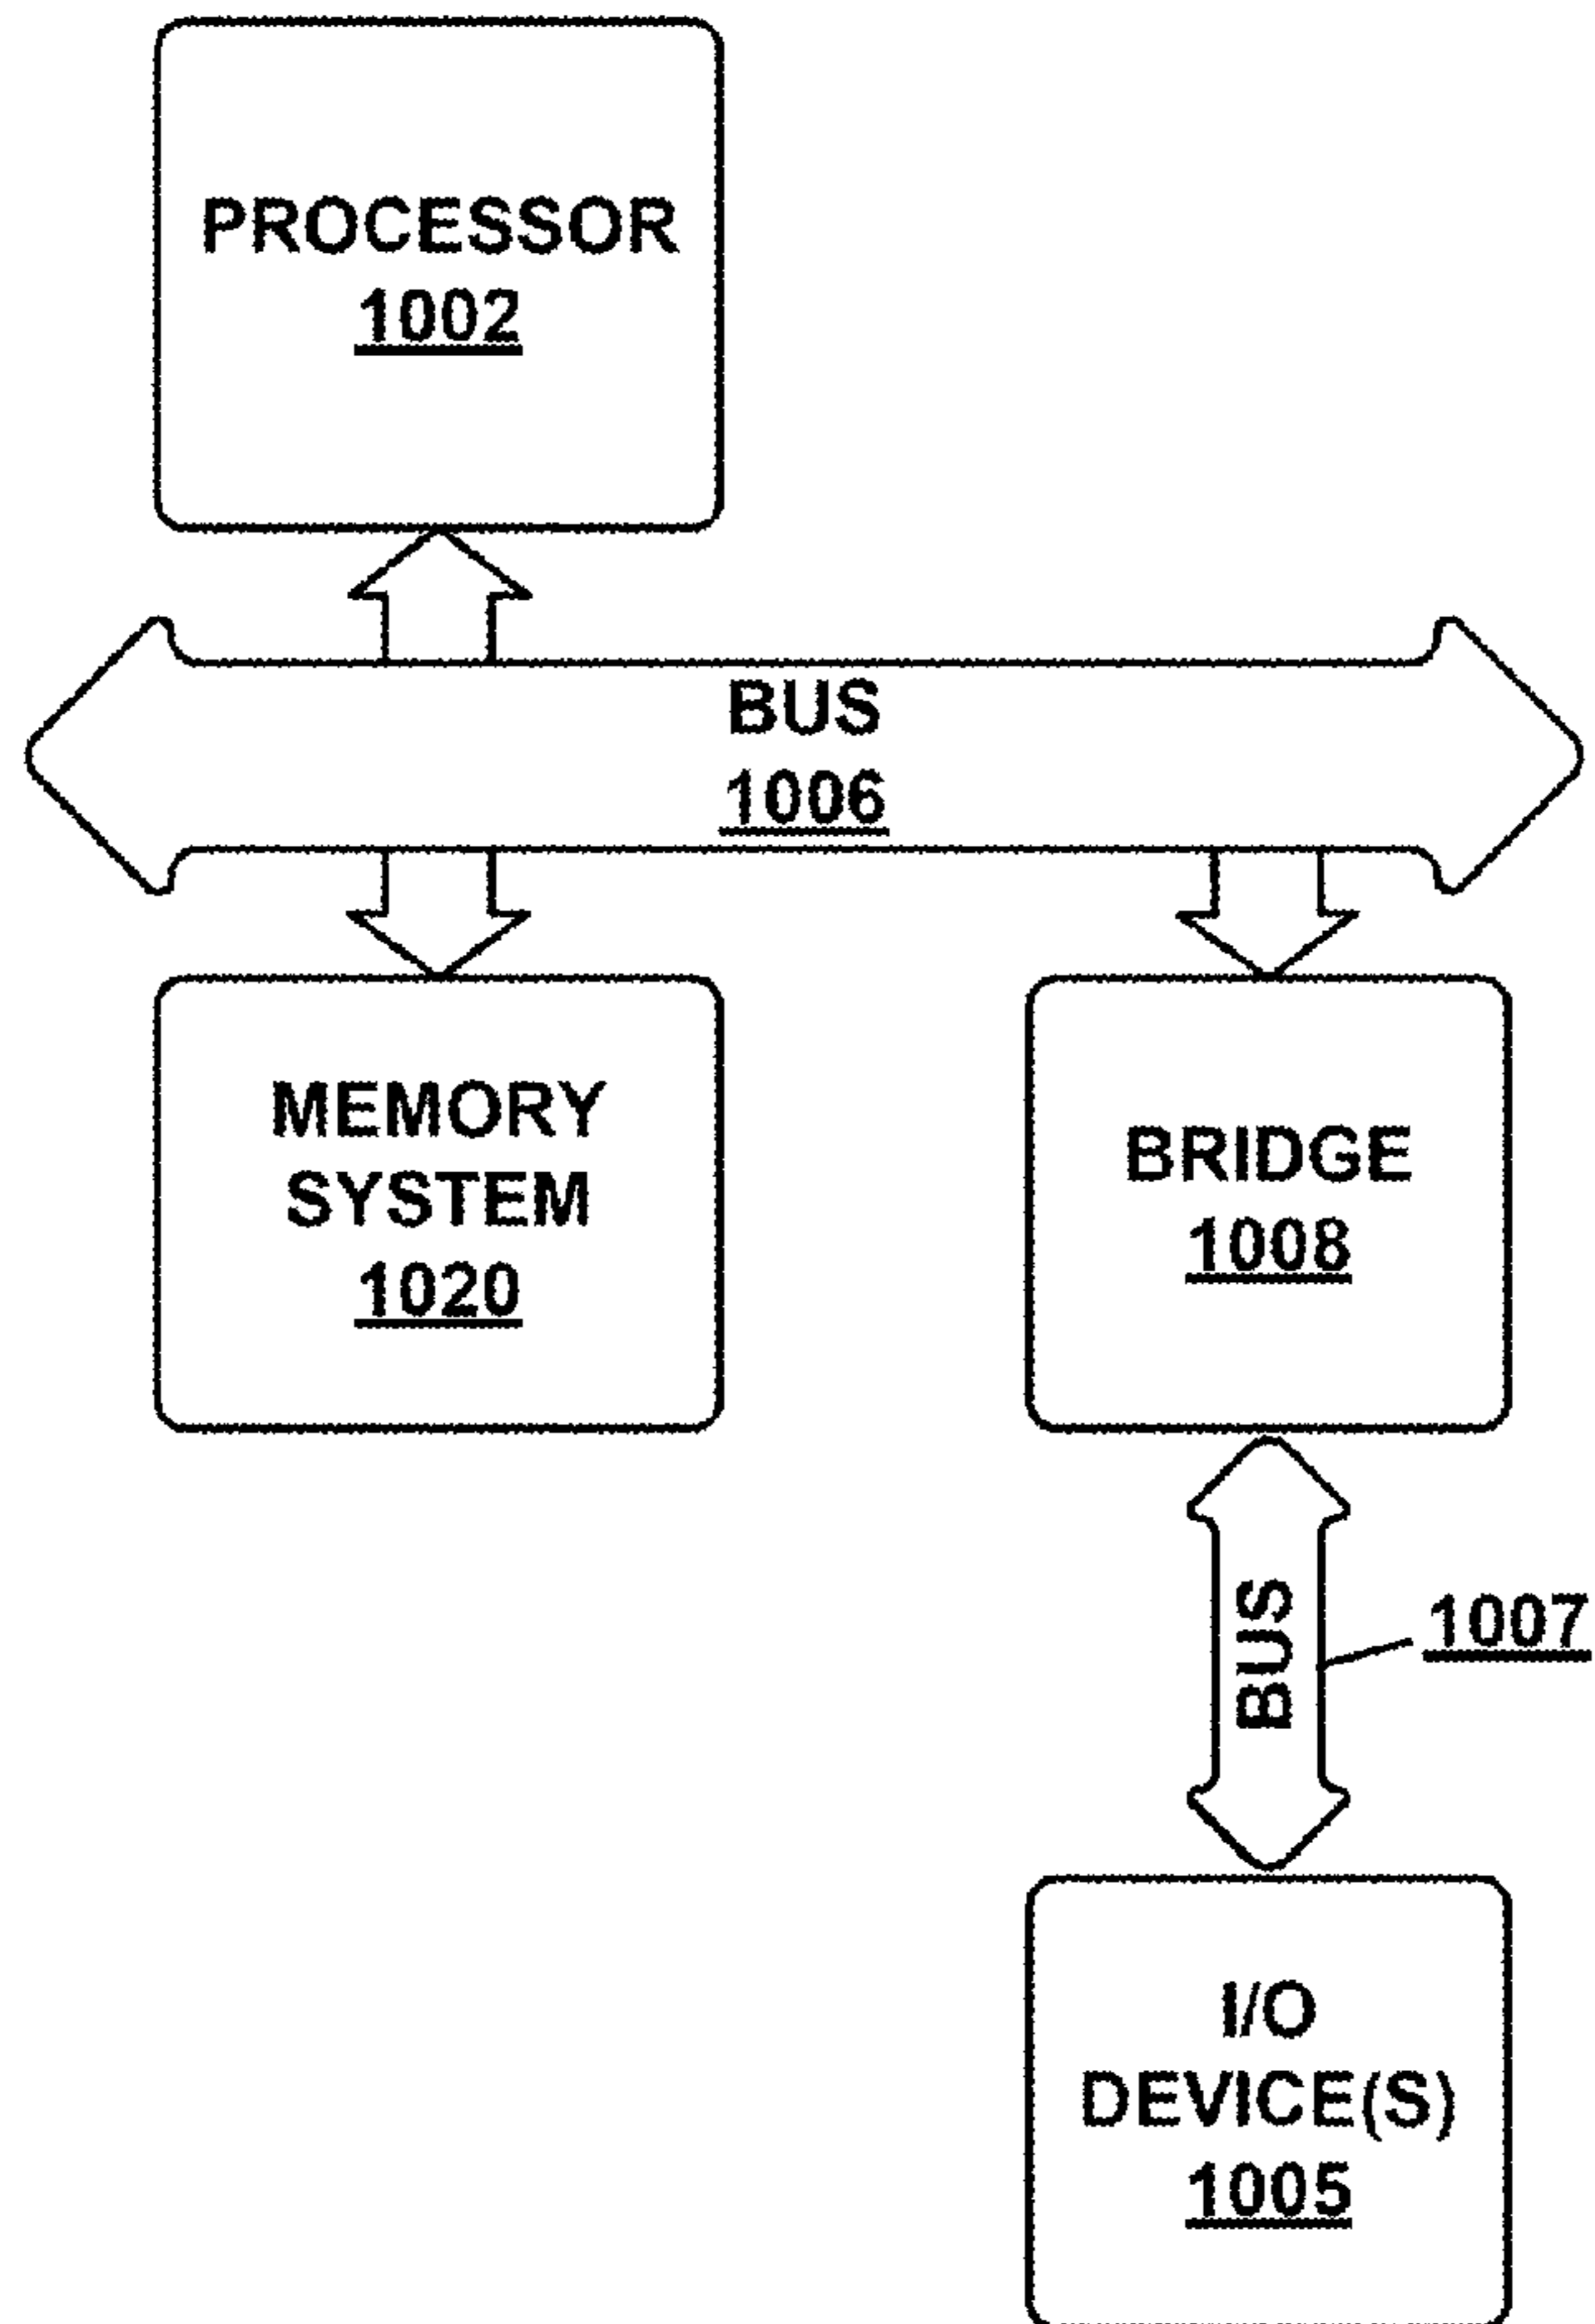 PROCESSOR
1002
BUS
1006
MEMORY
SYSTEM
1020
BRIDGE
1008
BUS
1007
I/O
DEVICE(S)
1005